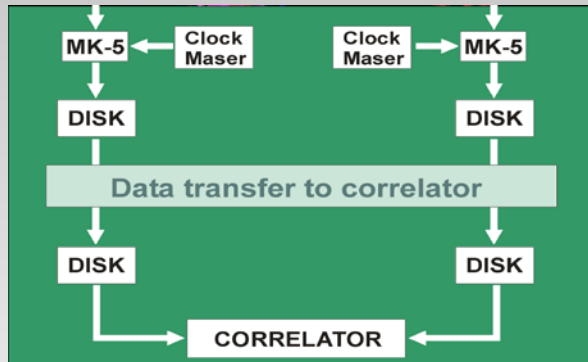 MK-5
Clock
Maser
Clock
Maser
MK-5
DISK
DISK
Data transfer to correlator
DISK
DISK
CORRELATOR